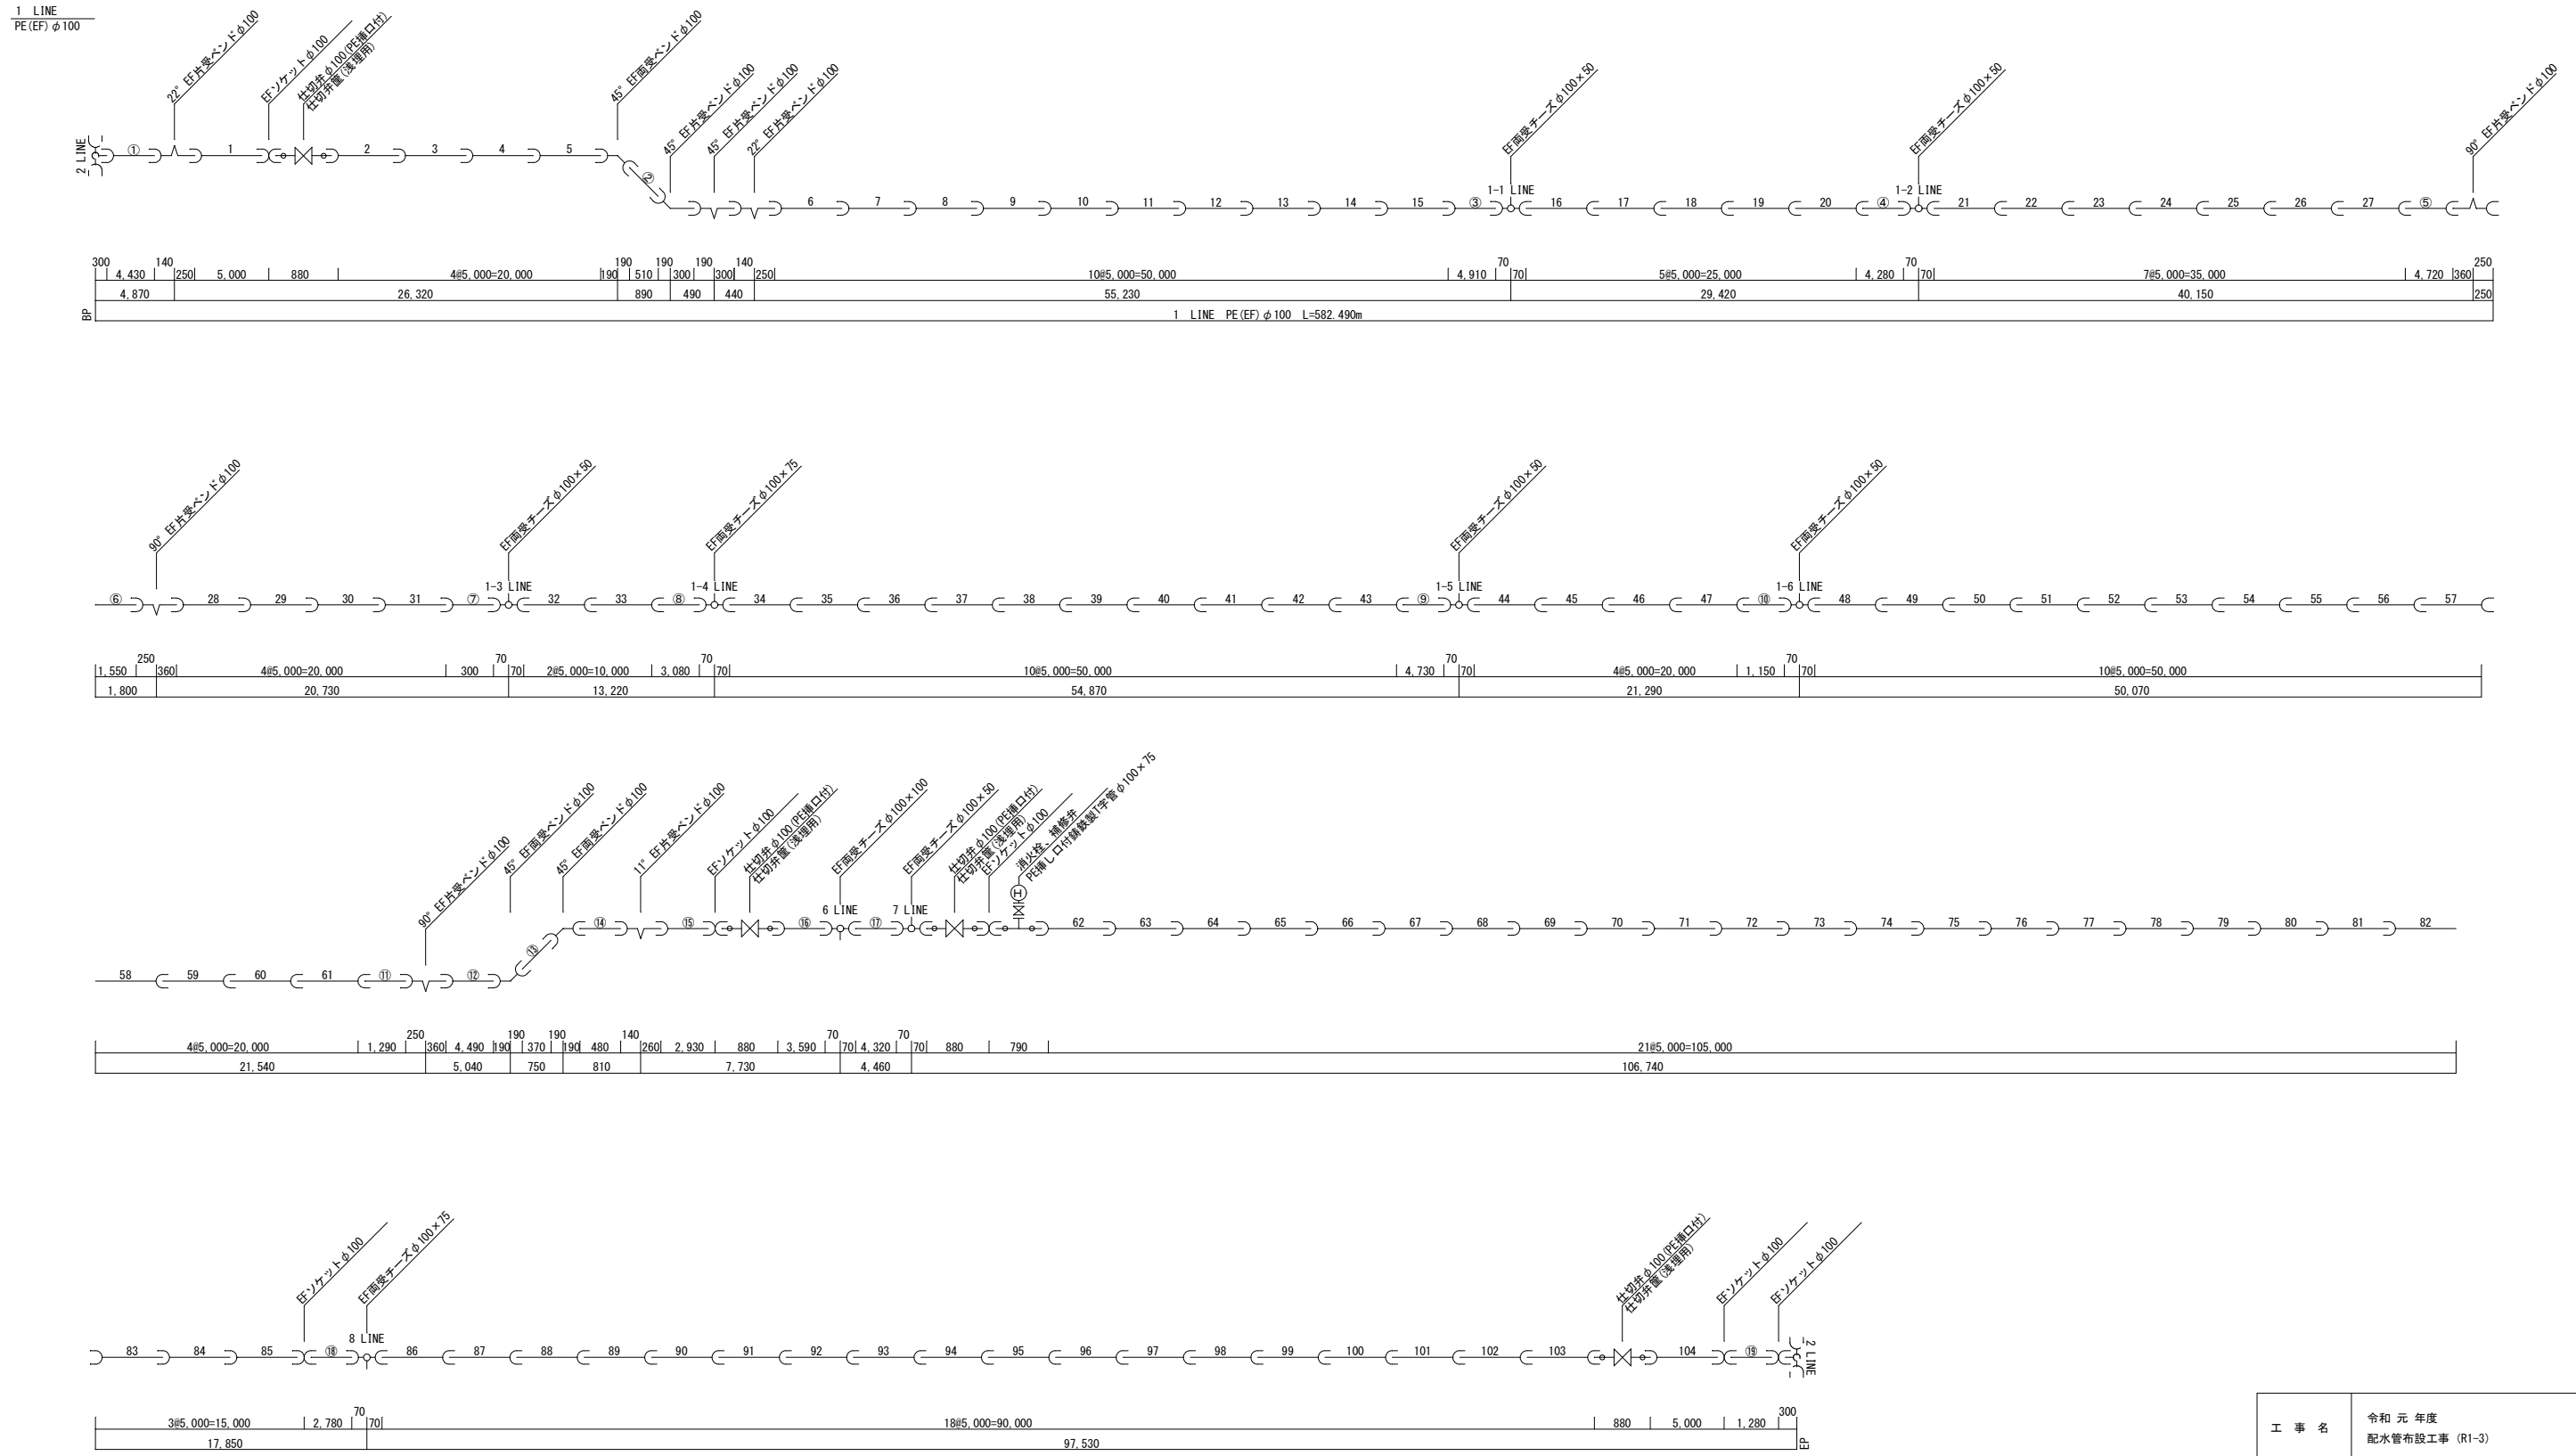 1 LINE
PE(EF)φ100
22° EF片受ベンドφ100
EFソケットφ100
仕切弁φ100(PE挿口付)
仕切弁筐(浅埋用)
45° EF両受ベンドφ100
45° EF片受ベンドφ100
45° EF片受ベンドφ100
22° EF片受ベンドφ100
EF両受チーズφ100×50
EF両受チーズφ100×50
90° EF片受ベンドφ100
2 LINE
① 1 2 3 4 5
② 6 7 8 9 10 11 12 13 14 15 ③ 1-1 LINE 16 17 18 19 20 ④ 1-2 LINE 21 22 23 24 25 26 27 ⑤
300 140 190 190 190 140 70 70 250
4,430 250 5,000 880 4@5,000=20,000 190 510 300 300 250 10@5,000=50,000 4,910 70 5@5,000=25,000 4,280 70 7@5,000=35,000 4,720 360
4,870 26,320 890 490 440 55,230 29,420 40,150 250
BP
1 LINE PE(EF)φ100 L=582.490m
90° EF片受ベンドφ100
EF両受チーズφ100×50
EF両受チーズφ100×75
EF両受チーズφ100×50
EF両受チーズφ100×50
1-3 LINE 1-4 LINE 1-5 LINE 1-6 LINE
⑥ 28 29 30 31 ⑦ 32 33 ⑧ 34 35 36 37 38 39 40 41 42 43 ⑨ 44 45 46 47 ⑩ 48 49 50 51 52 53 54 55 56 57
250 70 70 70 70
1,550 360 4@5,000=20,000 300 70 2@5,000=10,000 3,080 70 10@5,000=50,000 4,730 70 4@5,000=20,000 1,150 70 10@5,000=50,000
1,800 20,730 13,220 54,870 21,290 50,070
90° EF片受ベンドφ100
45° EF両受ベンドφ100
45° EF両受ベンドφ100
11° EF片受ベンドφ100
EFソケットφ100
仕切弁φ100(PE挿口付)
仕切弁筐(浅埋用)
EF両受チーズφ100×100
EF両受チーズφ100×50
仕切弁φ100(PE挿口付)
仕切弁筐(浅埋用)
EFソケットφ100
消火栓、補修弁
PE挿し口付鋳鉄製T字管φ100×75
H
6 LINE 7 LINE
⑭ ⑮ ⑯ ⑰ 62 63 64 65 66 67 68 69 70 71 72 73 74 75 76 77 78 79 80 81 82
⑬
58 59 60 61 ⑪ ⑫
250 190 190 140 70 70
4@5,000=20,000 1,290 360 4,490 190 370 190 480 260 2,930 880 3,590 70 4,320 70 880 790 21@5,000=105,000
21,540 5,040 750 810 7,730 4,460 106,740
EFソケットφ100
EF両受チーズφ100×75
仕切弁φ100(PE挿口付)
仕切弁筐(浅埋用)
EFソケットφ100
EFソケットφ100
8 LINE
83 84 85 ⑱ 86 87 88 89 90 91 92 93 94 95 96 97 98 99 100 101 102 103 104 ⑲
2 LINE
70 300
3@5,000=15,000 2,780 70 18@5,000=90,000 880 5,000 1,280
17,850 97,530
EP
工 事 名
令和 元 年度
配水管布設工事 (R1-3)